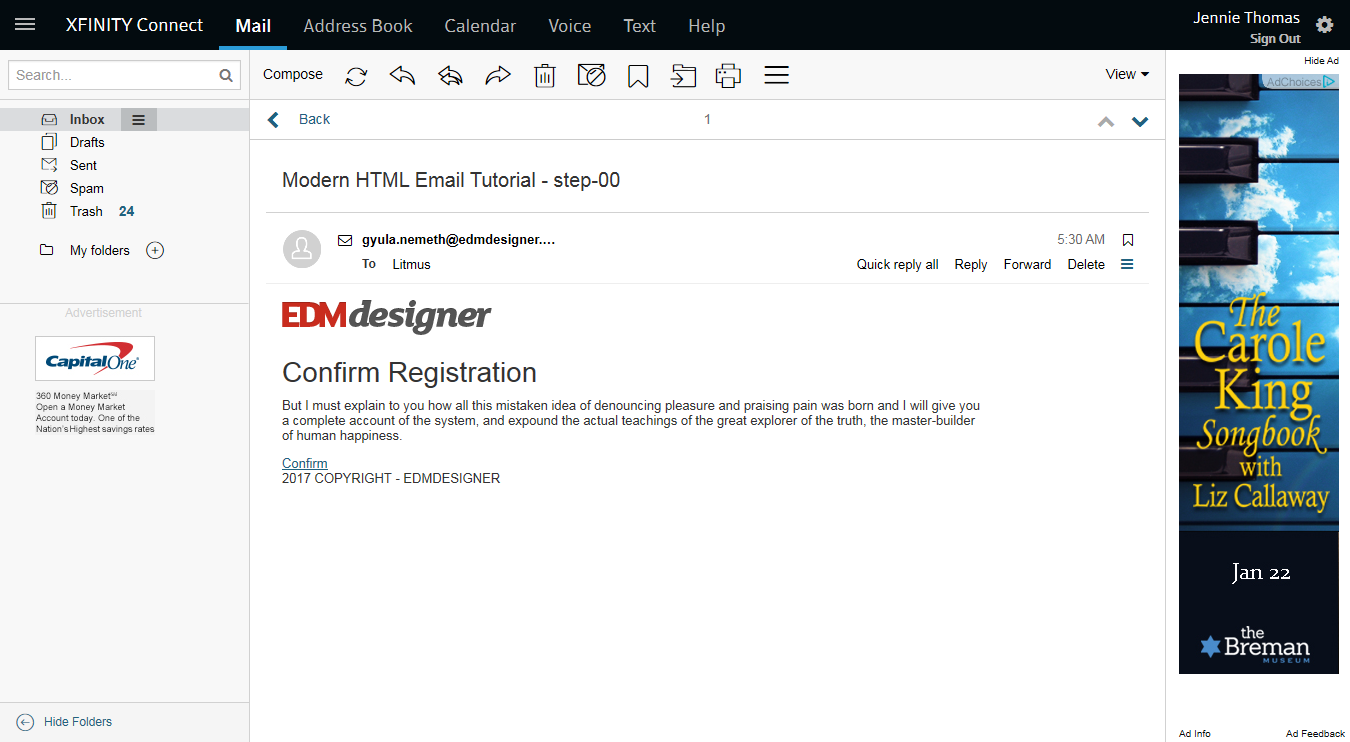 XFINITY Connect
Mail
Address Book
Calendar
Voice
Text
Help
Jennie Thomas
Sign Out
Search...
Compose
View
Hide Ad
Inbox
Drafts
Sent
Spam
Trash 24
My folders
Advertisement
Capital One
360 Money Market℠
Open a Money Market
Account today. One of the
Nation's Highest savings rates
Hide Folders
Back
1
Modern HTML Email Tutorial - step-00
gyula.nemeth@edmdesigner....
5:30 AM
To Litmus
Quick reply all
Reply
Forward
Delete
EDMdesigner
Confirm Registration
But I must explain to you how all this mistaken idea of denouncing pleasure and praising pain was born and I will give you
a complete account of the system, and expound the actual teachings of the great explorer of the truth, the master-builder
of human happiness.
Confirm
2017 COPYRIGHT - EDMDESIGNER
AdChoices
The
Carole
King
Songbook
with
Liz Callaway
Jan 22
the
Breman
MUSEUM
Ad Info
Ad Feedback